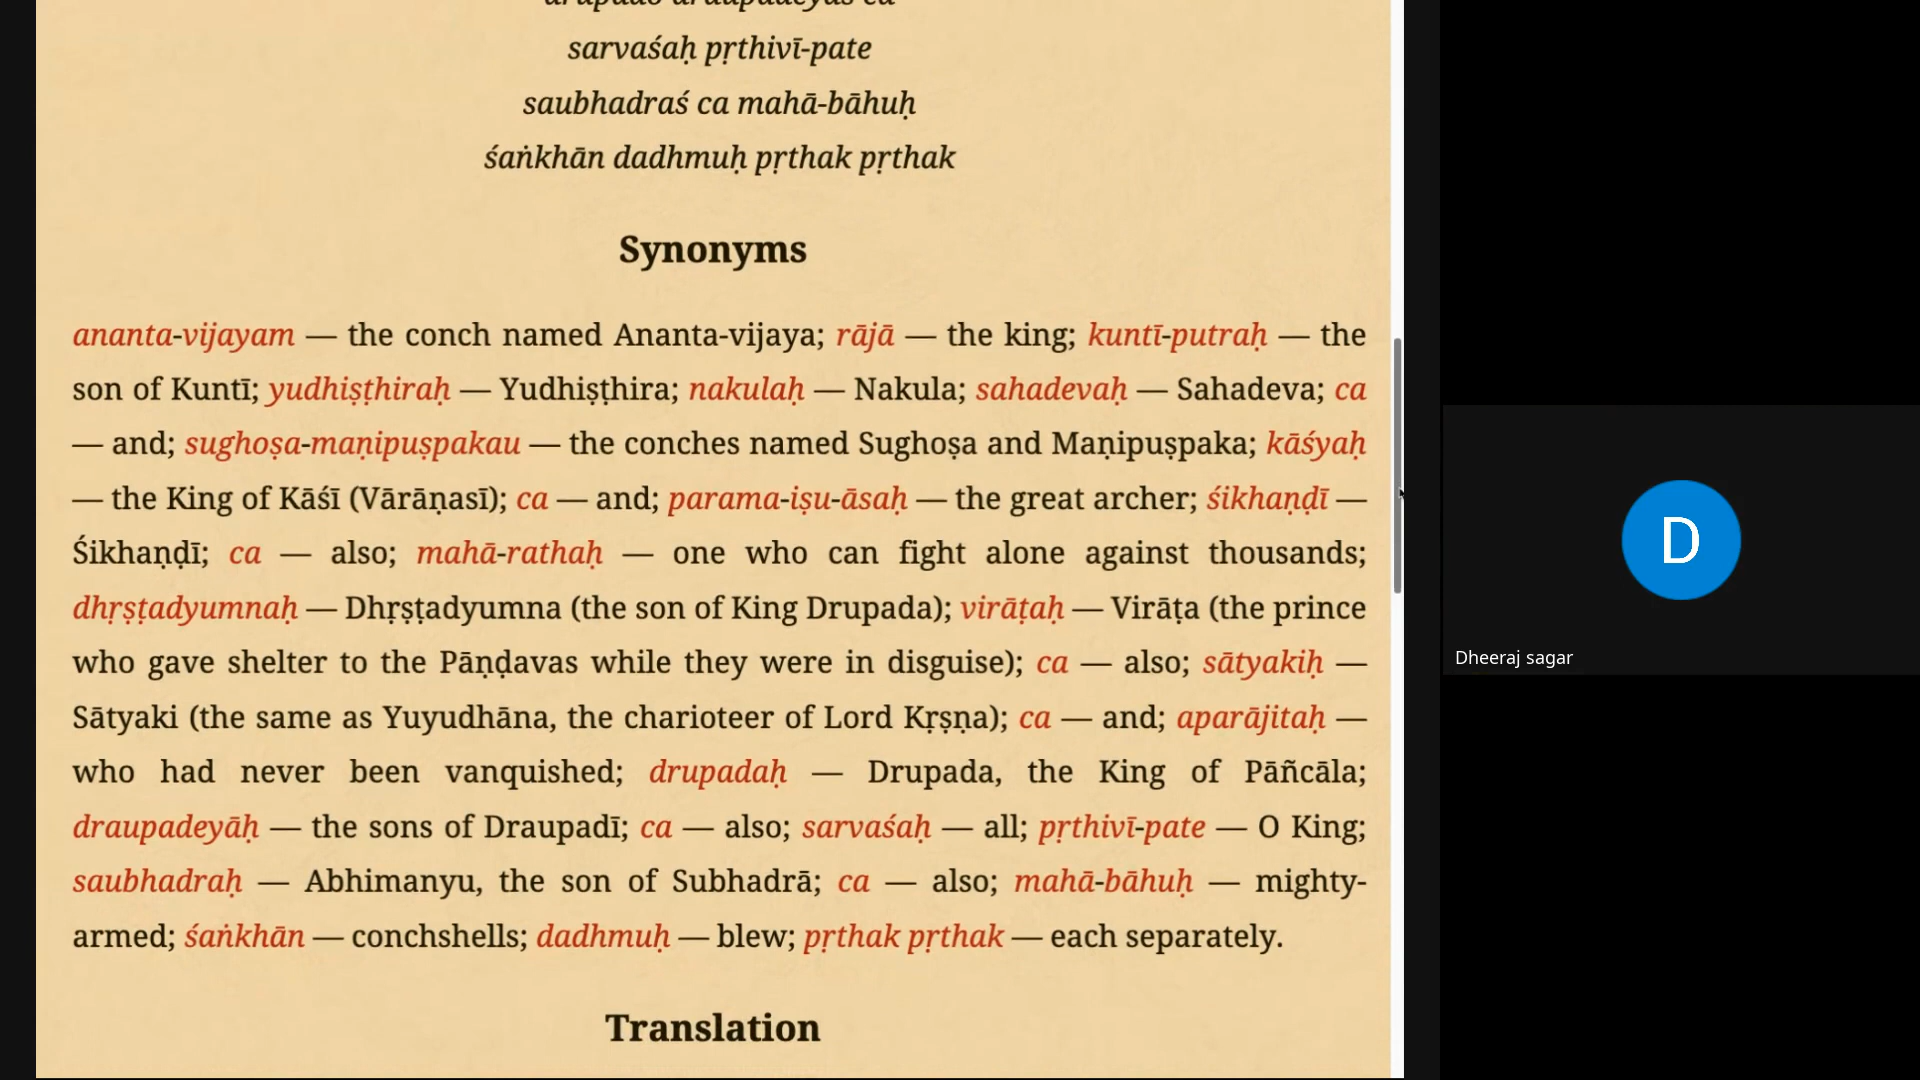 drupado draupadeyāś ca
sarvaśaḥ pṛthivī-pate
saubhadraś ca mahā-bāhuḥ
śaṅkhān dadhmuḥ pṛthak pṛthak
Synonyms
ananta-vijayam — the conch named Ananta-vijaya; rājā — the king; kuntī-putraḥ — the
son of Kuntī; yudhiṣṭhiraḥ — Yudhiṣṭhira; nakulaḥ — Nakula; sahadevaḥ — Sahadeva; ca
— and; sughoṣa-maṇipuṣpakau — the conches named Sughoṣa and Maṇipuṣpaka; kāśyaḥ
— the King of Kāśī (Vārāṇasī); ca — and; parama-iṣu-āsaḥ — the great archer; śikhaṇḍī —
Śikhaṇḍī; ca — also; mahā-rathaḥ — one who can fight alone against thousands;
dhṛṣṭadyumnaḥ — Dhṛṣṭadyumna (the son of King Drupada); virāṭaḥ — Virāṭa (the prince
who gave shelter to the Pāṇḍavas while they were in disguise); ca — also; sātyakiḥ —
Sātyaki (the same as Yuyudhāna, the charioteer of Lord Kṛṣṇa); ca — and; aparājitaḥ —
who had never been vanquished; drupadaḥ — Drupada, the King of Pāñcāla;
draupadeyāḥ — the sons of Draupadī; ca — also; sarvaśaḥ — all; pṛthivī-pate — O King;
saubhadraḥ — Abhimanyu, the son of Subhadrā; ca — also; mahā-bāhuḥ — mighty-
armed; śaṅkhān — conchshells; dadhmuḥ — blew; pṛthak pṛthak — each separately.
Translation
D
Dheeraj sagar